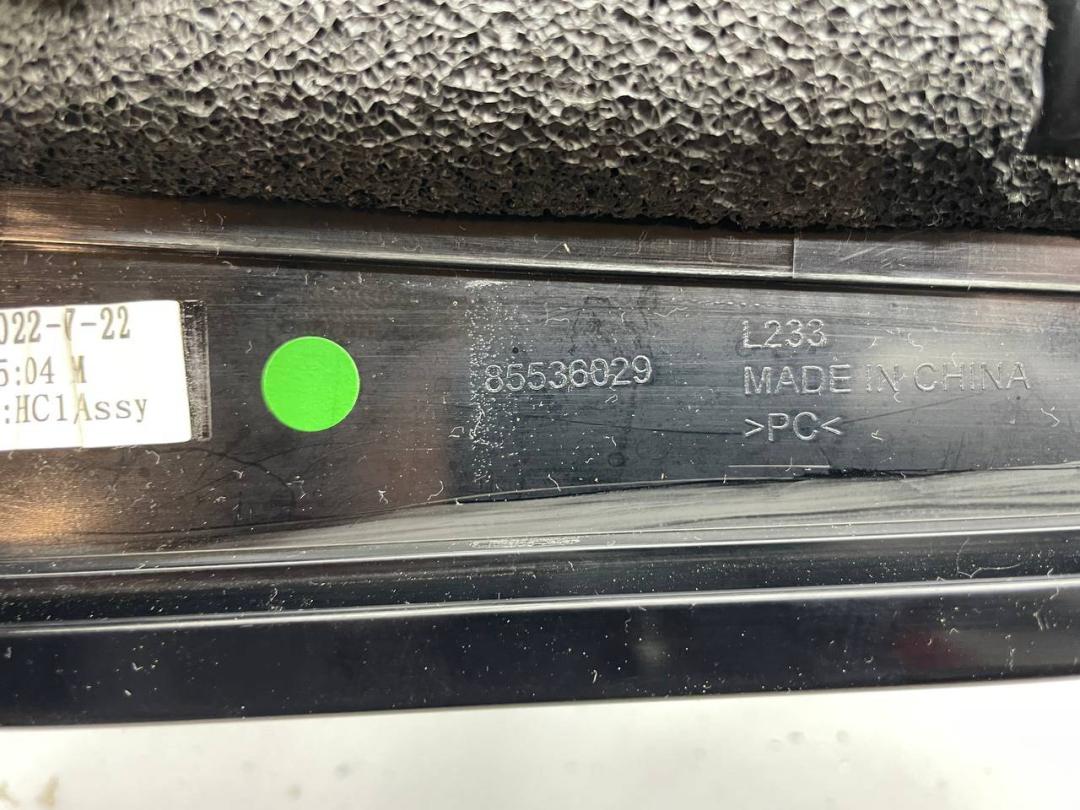 022-7-22
5:04 M
:HC1Assy
85536029
L233
MADE IN CHINA
>PC<